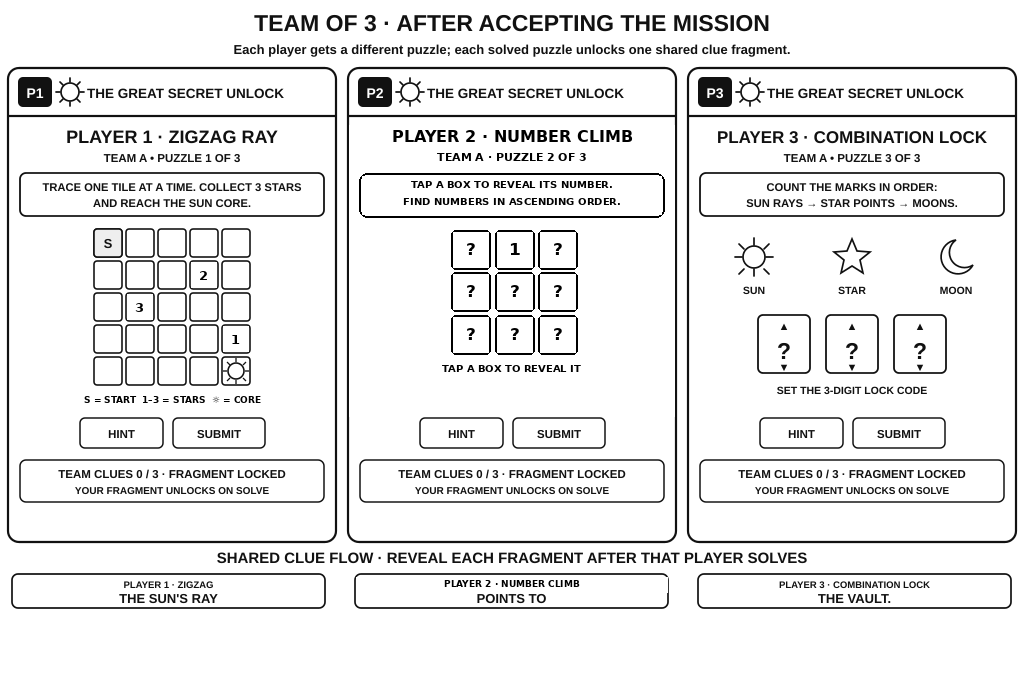 TEAM OF 3 · AFTER ACCEPTING THE MISSION
Each player gets a different puzzle; each solved puzzle unlocks one shared clue fragment.
P1 THE GREAT SECRET UNLOCK
PLAYER 1 · ZIGZAG RAY
TEAM A • PUZZLE 1 OF 3
TRACE ONE TILE AT A TIME. COLLECT 3 STARS
AND REACH THE SUN CORE.
S
2
3
1
S = START 1–3 = STARS ☼ = CORE
HINT SUBMIT
TEAM CLUES 0 / 3 · FRAGMENT LOCKED
YOUR FRAGMENT UNLOCKS ON SOLVE
P2 THE GREAT SECRET UNLOCK
PLAYER 2 · NUMBER CLIMB
TEAM A · PUZZLE 2 OF 3
TAP A BOX TO REVEAL ITS NUMBER.
FIND NUMBERS IN ASCENDING ORDER.
? 1 ?
? ? ?
? ? ?
TAP A BOX TO REVEAL IT
HINT SUBMIT
TEAM CLUES 0 / 3 · FRAGMENT LOCKED
YOUR FRAGMENT UNLOCKS ON SOLVE
P3 THE GREAT SECRET UNLOCK
PLAYER 3 · COMBINATION LOCK
TEAM A • PUZZLE 3 OF 3
COUNT THE MARKS IN ORDER:
SUN RAYS → STAR POINTS → MOONS.
SUN STAR MOON
▲ ▲ ▲
? ? ?
▼ ▼ ▼
SET THE 3-DIGIT LOCK CODE
HINT SUBMIT
TEAM CLUES 0 / 3 · FRAGMENT LOCKED
YOUR FRAGMENT UNLOCKS ON SOLVE
SHARED CLUE FLOW · REVEAL EACH FRAGMENT AFTER THAT PLAYER SOLVES
PLAYER 1 · ZIGZAG
THE SUN'S RAY
PLAYER 2 · NUMBER CLIMB
POINTS TO
PLAYER 3 · COMBINATION LOCK
THE VAULT.